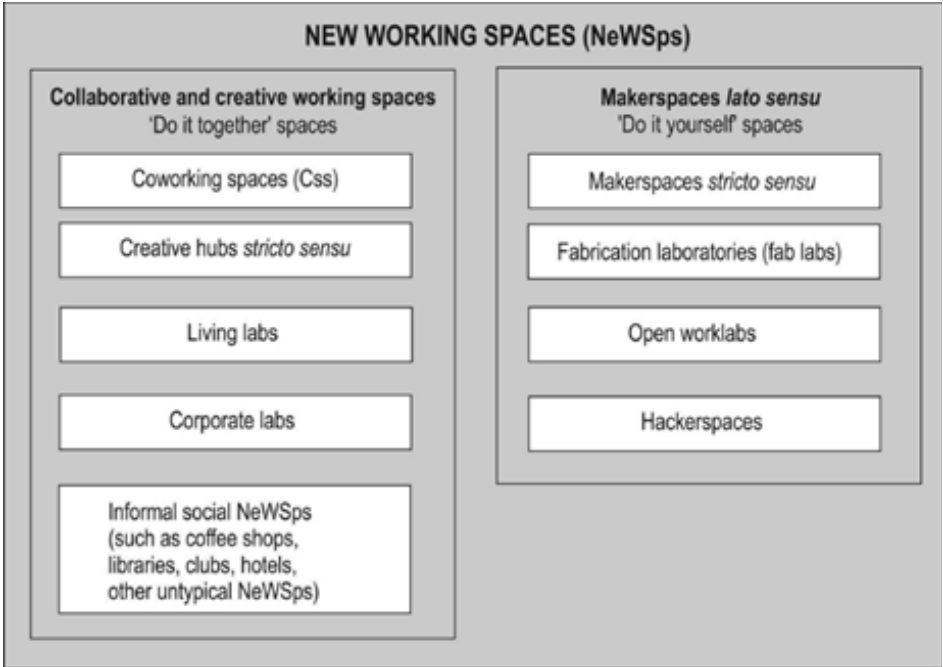 NEW WORKING SPACES (NeWSps)
Collaborative and creative working spaces
'Do it together' spaces
Coworking spaces (Css)
Creative hubs stricto sensu
Living labs
Corporate labs
Informal social NeWSps
(such as coffee shops,
libraries, clubs, hotels,
other untypical NeWSps)
Makerspaces lato sensu
'Do it yourself' spaces
Makerspaces stricto sensu
Fabrication laboratories (fab labs)
Open worklabs
Hackerspaces